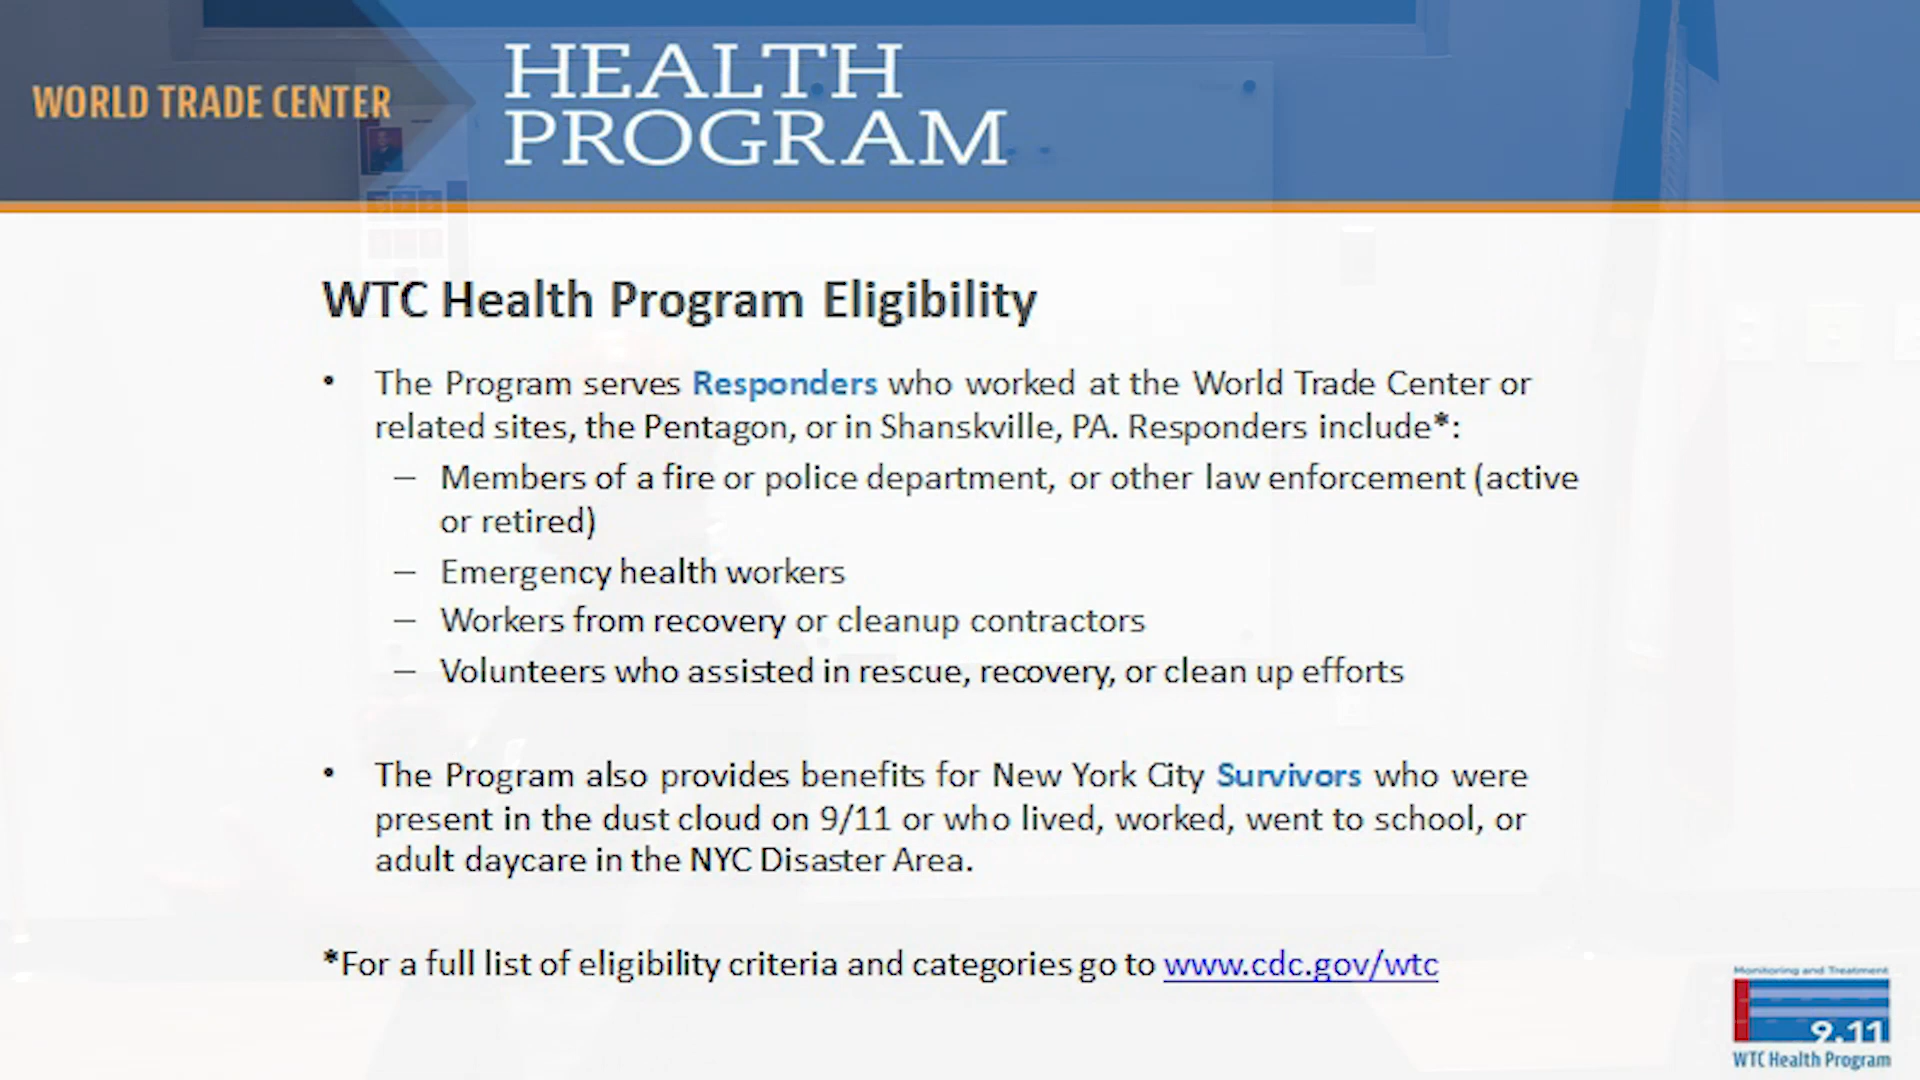 WORLD TRADE CENTER
HEALTH
PROGRAM
WTC Health Program Eligibility
• The Program serves Responders who worked at the World Trade Center or
related sites, the Pentagon, or in Shanskville, PA. Responders include*:
– Members of a fire or police department, or other law enforcement (active
or retired)
– Emergency health workers
– Workers from recovery or cleanup contractors
– Volunteers who assisted in rescue, recovery, or clean up efforts
• The Program also provides benefits for New York City Survivors who were
present in the dust cloud on 9/11 or who lived, worked, went to school, or
adult daycare in the NYC Disaster Area.
*For a full list of eligibility criteria and categories go to www.cdc.gov/wtc
Monitoring and Treatment
9.11
WTC Health Program